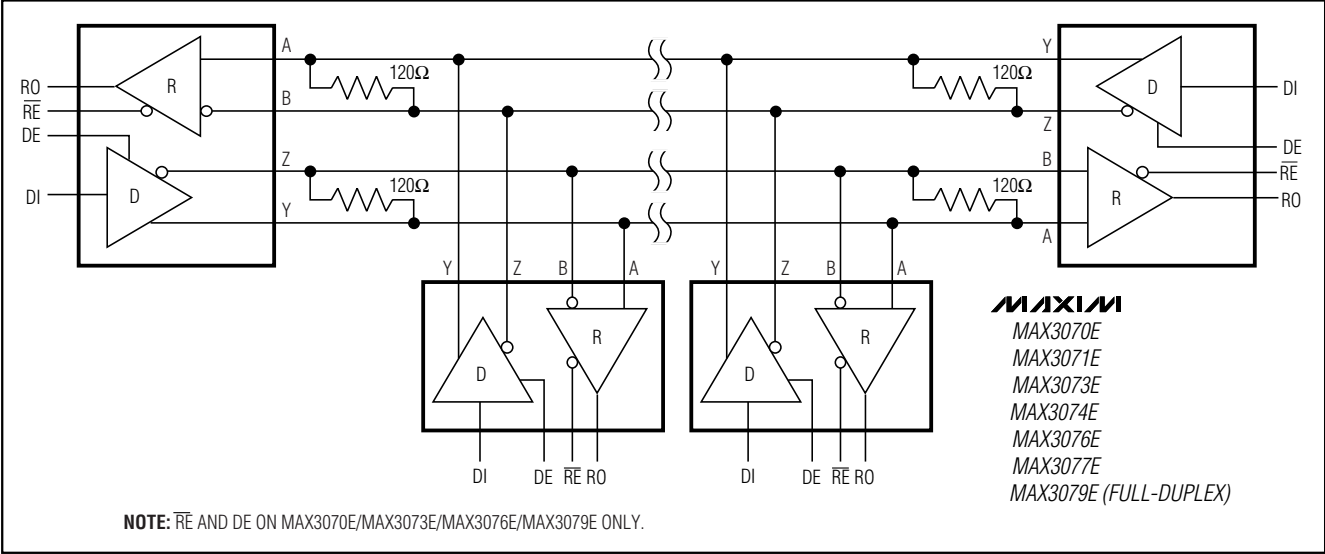 A
Y
120Ω
120Ω
RO
R
D
DI
B
Z
RE
DE
DE
Z
B
RE
120Ω
120Ω
DI
D
R
RO
Y
A
Y Z B A
Y Z B A
MAXIM
MAX3070E
R
R
MAX3071E
D
D
MAX3073E
MAX3074E
MAX3076E
DI DE RE RO
DI DE RE RO
MAX3077E
MAX3079E (FULL-DUPLEX)
NOTE: RE AND DE ON MAX3070E/MAX3073E/MAX3076E/MAX3079E ONLY.